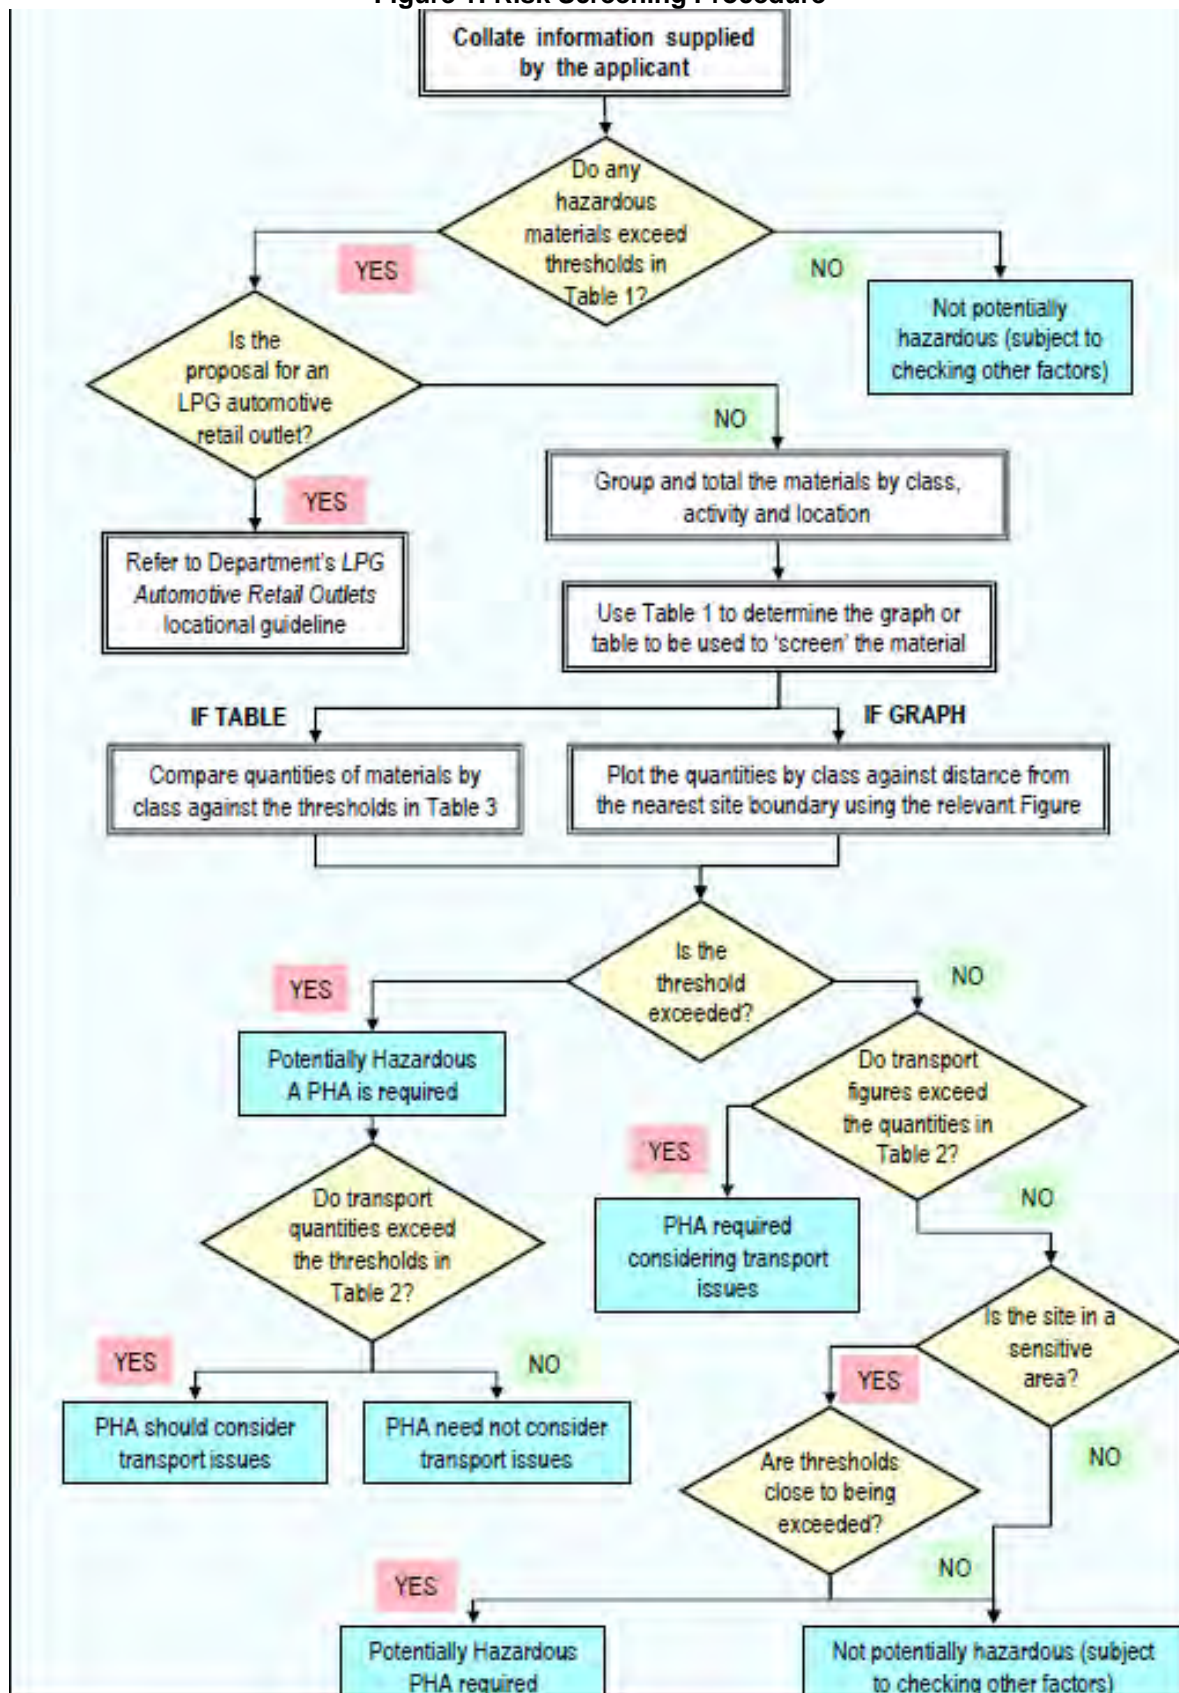 Figure 1: Risk Screening Procedure
Collate information supplied
by the applicant
Do any
hazardous
materials exceed
thresholds in
Table 1?
YES
NO
Not potentially
hazardous (subject to
checking other factors)
Is the
proposal for an
LPG automotive
retail outlet?
NO
YES
Group and total the materials by class,
activity and location
Refer to Department's LPG
Automotive Retail Outlets
locational guideline
Use Table 1 to determine the graph or
table to be used to 'screen' the material
IF TABLE
IF GRAPH
Compare quantities of materials by
class against the thresholds in Table 3
Plot the quantities by class against distance from
the nearest site boundary using the relevant Figure
Is the
threshold
exceeded?
YES
NO
Potentially Hazardous
A PHA is required
Do transport
figures exceed
the quantities in
Table 2?
YES
NO
Do transport
quantities exceed
the thresholds in
Table 2?
PHA required
considering transport
issues
Is the site in a
sensitive
area?
YES
NO
YES
NO
PHA should consider
transport issues
PHA need not consider
transport issues
Are thresholds
close to being
exceeded?
YES
NO
Potentially Hazardous
PHA required
Not potentially hazardous (subject
to checking other factors)